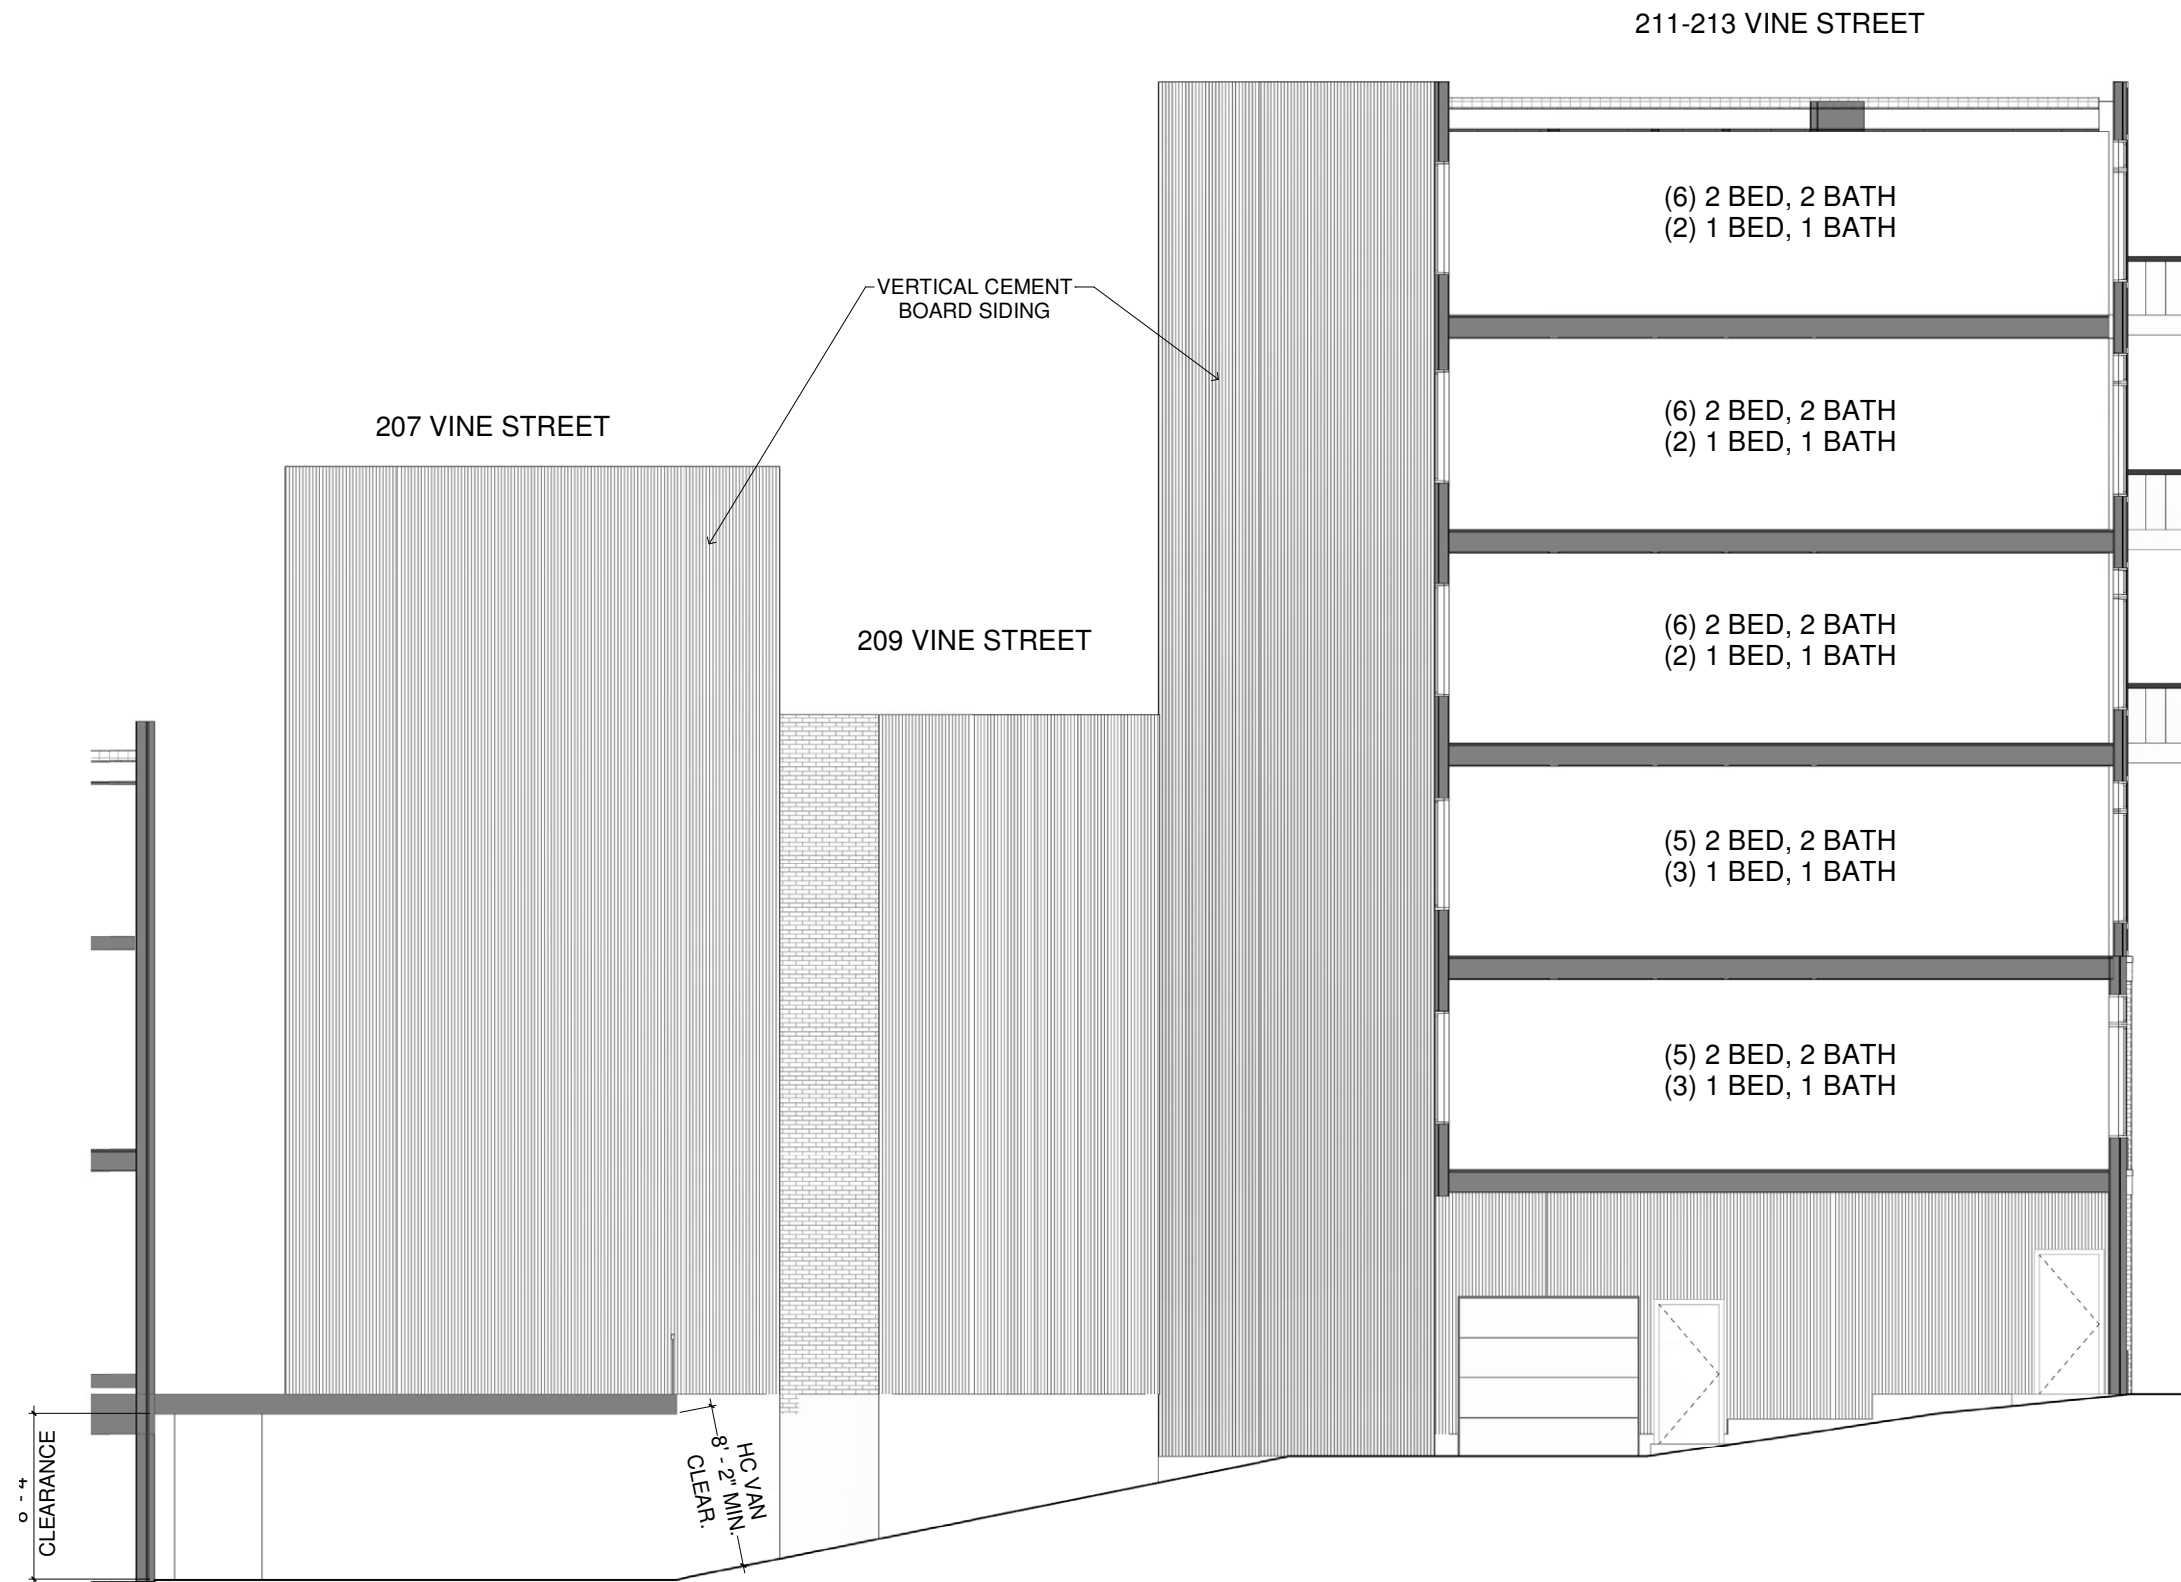 211-213 VINE STREET
(6) 2 BED, 2 BATH
(2) 1 BED, 1 BATH
VERTICAL CEMENT
BOARD SIDING
(6) 2 BED, 2 BATH
(2) 1 BED, 1 BATH
207 VINE STREET
209 VINE STREET
(6) 2 BED, 2 BATH
(2) 1 BED, 1 BATH
(5) 2 BED, 2 BATH
(3) 1 BED, 1 BATH
(5) 2 BED, 2 BATH
(3) 1 BED, 1 BATH
HC VAN
8' - 2" MIN.
CLEAR.
CLEARANCE